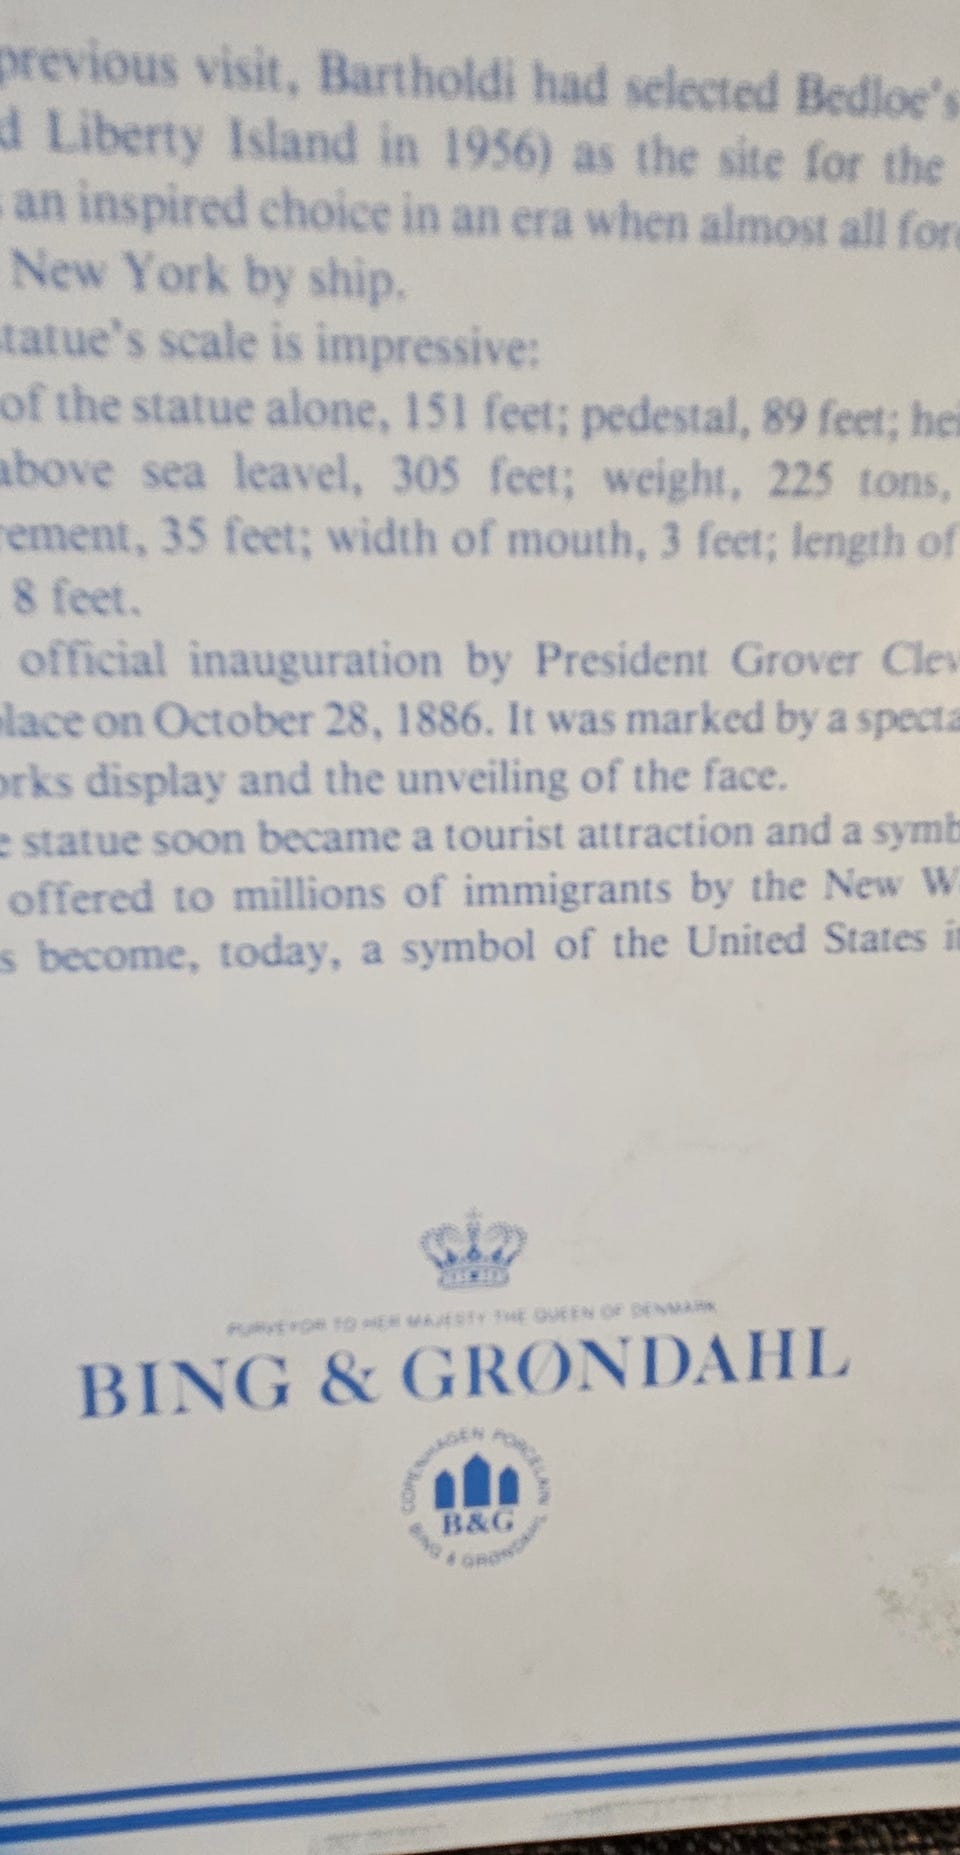 previous visit, Bartholdi had selected Bedloe's
d Liberty Island in 1956) as the site for the
an inspired choice in an era when almost all for
New York by ship.
tatue's scale is impressive:
of the statue alone, 151 feet; pedestal, 89 feet; hei
above sea leavel, 305 feet; weight, 225 tons,
rement, 35 feet; width of mouth, 3 feet; length of
8 feet.
official inauguration by President Grover Clev
lace on October 28, 1886. It was marked by a specta
orks display and the unveiling of the face.
e statue soon became a tourist attraction and a symb
offered to millions of immigrants by the New W
s become, today, a symbol of the United States it
PURVEYOR TO HER MAJESTY THE QUEEN OF DENMARK
BING & GRØNDAHL
COPENHAGEN PORCELAIN
B&G
BING & GRØNDAHL